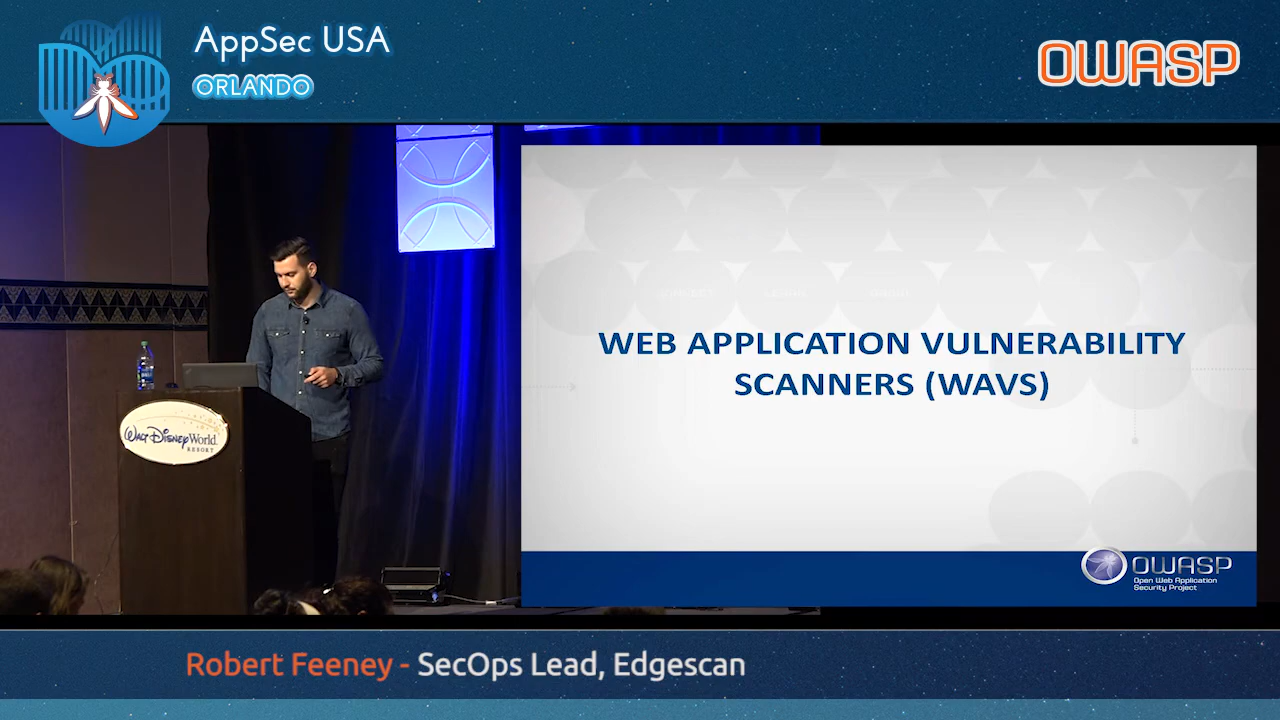 AppSec USA
ORLANDO
OWASP
WEB APPLICATION VULNERABILITY
SCANNERS (WAVS)
Walt Disney World
RESORT
OWASP
Open Web Application
Security Project
Robert Feeney - SecOps Lead, Edgescan